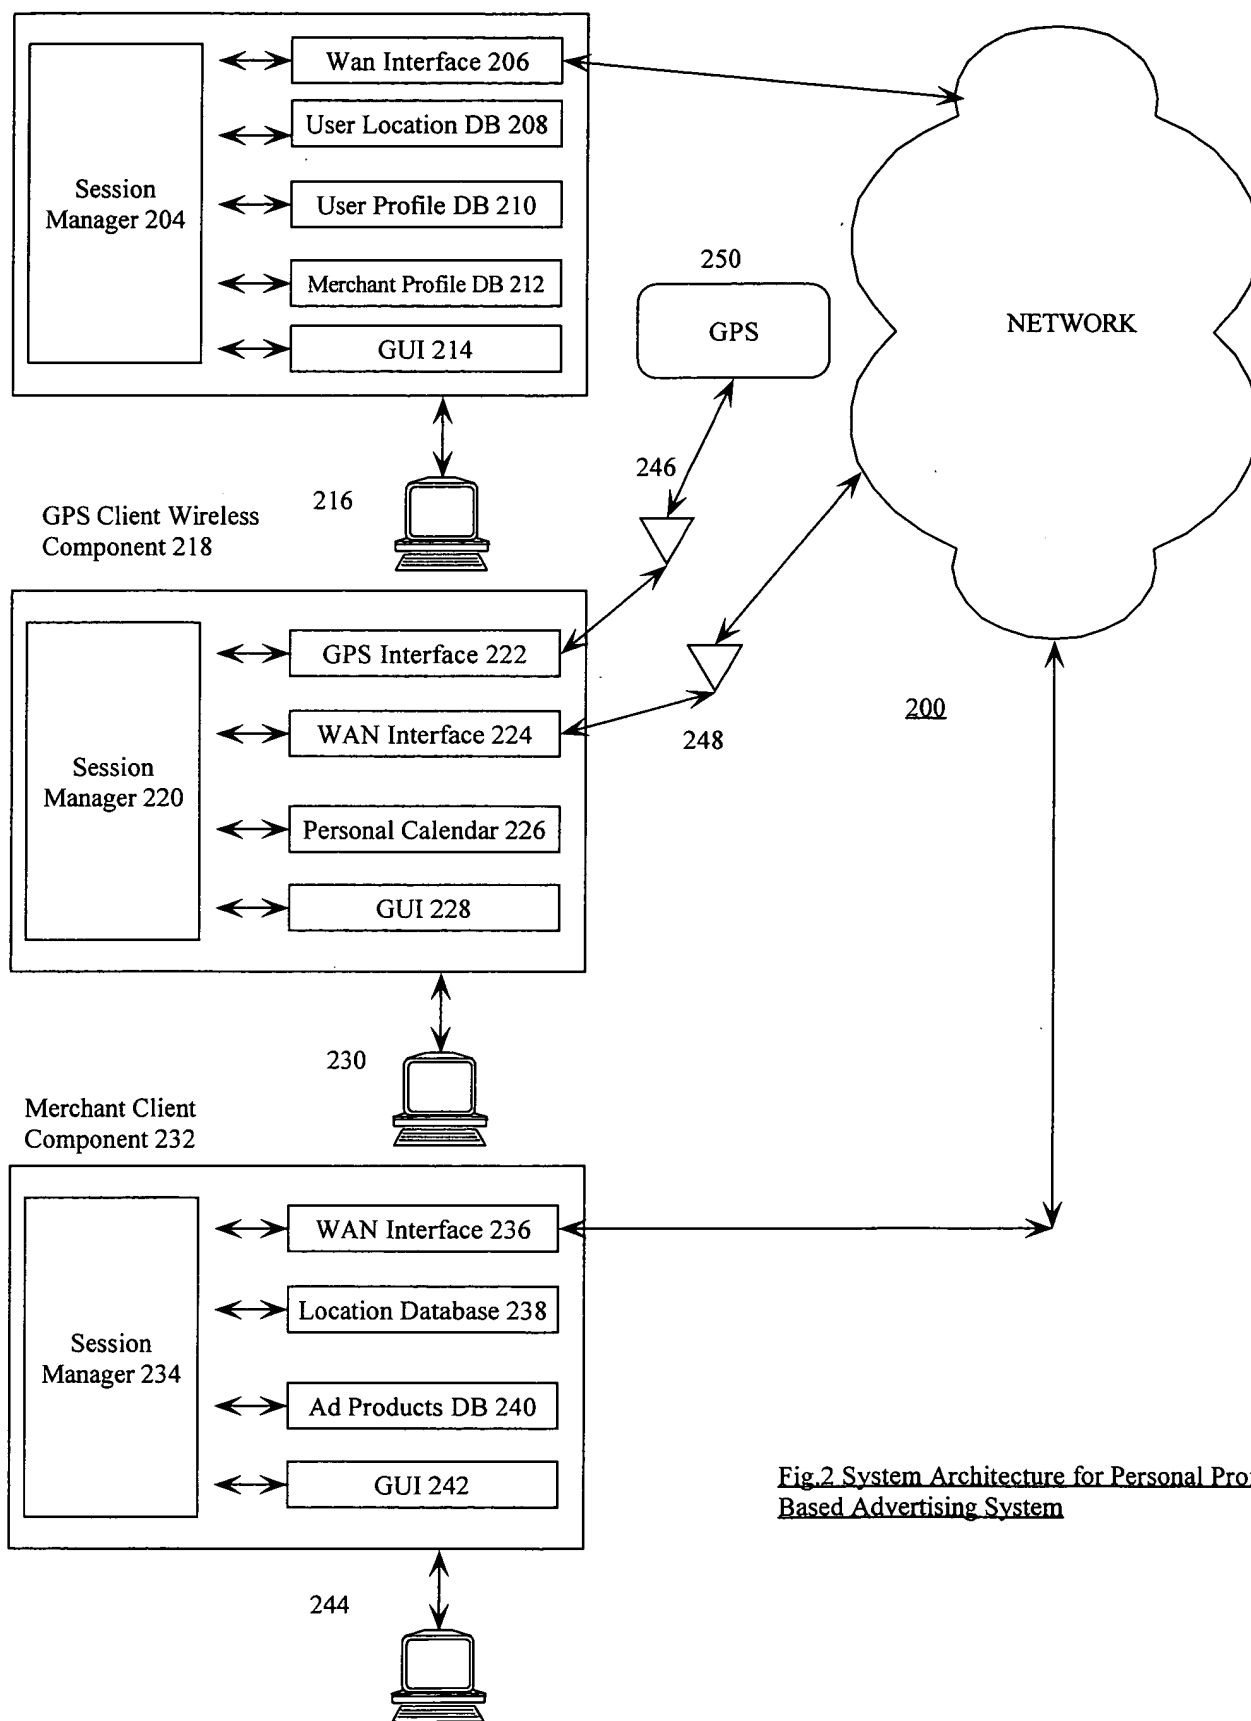 Wan Interface 206
User Location DB 208
Session
Manager 204
User Profile DB 210
Merchant Profile DB 212
GUI 214
250
GPS
NETWORK
246
216
GPS Client Wireless
Component 218
GPS Interface 222
WAN Interface 224
248
200
Session
Manager 220
Personal Calendar 226
GUI 228
230
Merchant Client
Component 232
WAN Interface 236
Location Database 238
Session
Manager 234
Ad Products DB 240
GUI 242
Fig.2 System Architecture for Personal
Based Advertising System
244